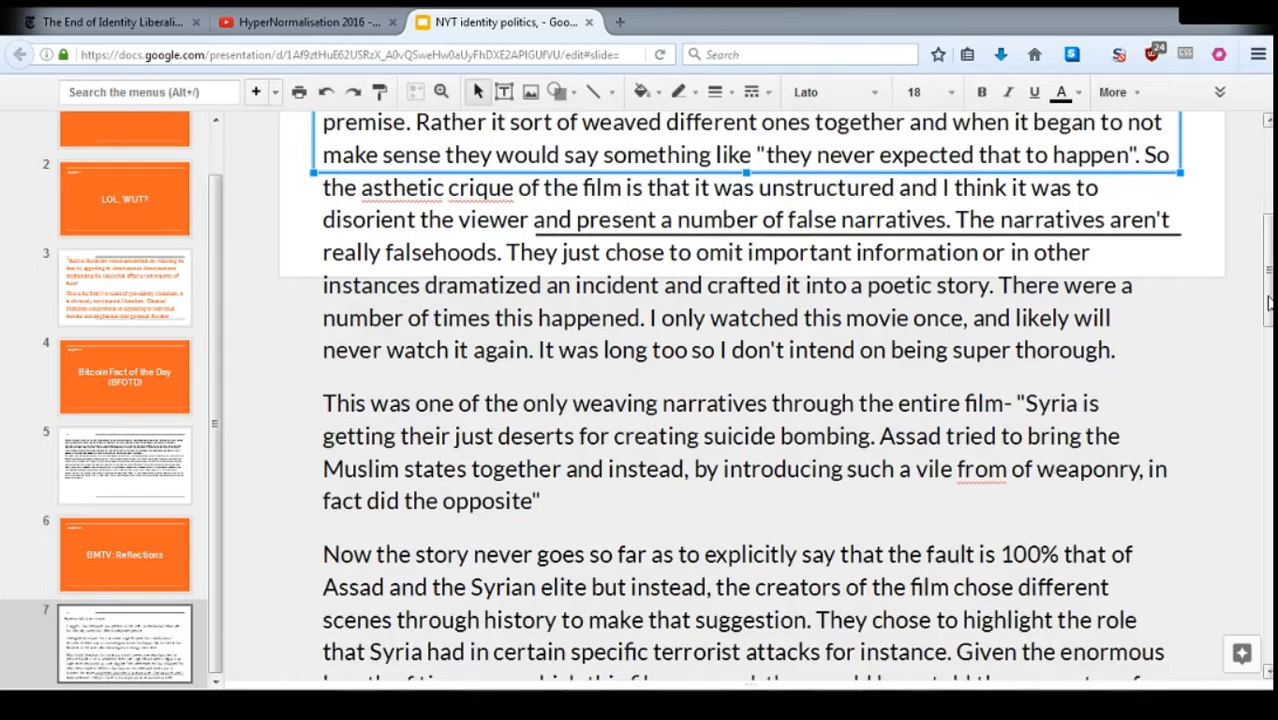 The End of Identity Liberali...
HyperNormalisation 2016 -...
NYT identity politics, - Goo...
https://docs.google.com/presentation/d/1Af9ztHuE62USRzX_A0vQSweHw0aUyFhDXE2APIGUfVU/edit#slide=
Search
24
Search the menus (Alt+/)
Lato
18
B I U A
More
premise. Rather it sort of weaved different ones together and when it began to not
make sense they would say something like "they never expected that to happen". So
the asthetic crique of the film is that it was unstructured and I think it was to
disorient the viewer and present a number of false narratives. The narratives aren't
really falsehoods. They just chose to omit important information or in other
instances dramatized an incident and crafted it into a poetic story. There were a
number of times this happened. I only watched this movie once, and likely will
never watch it again. It was long too so I don't intend on being super thorough.
This was one of the only weaving narratives through the entire film- "Syria is
getting their just deserts for creating suicide bombing. Assad tried to bring the
Muslim states together and instead, by introducing such a vile from of weaponry, in
fact did the opposite"
Now the story never goes so far as to explicitly say that the fault is 100% that of
Assad and the Syrian elite but instead, the creators of the film chose different
scenes through history to make that suggestion. They chose to highlight the role
that Syria had in certain specific terrorist attacks for instance. Given the enormous
2
LOL, WUT?
3
4
Bitcoin Fact of the Day
(BFOTD)
5
6
BMTV: Reflections
7